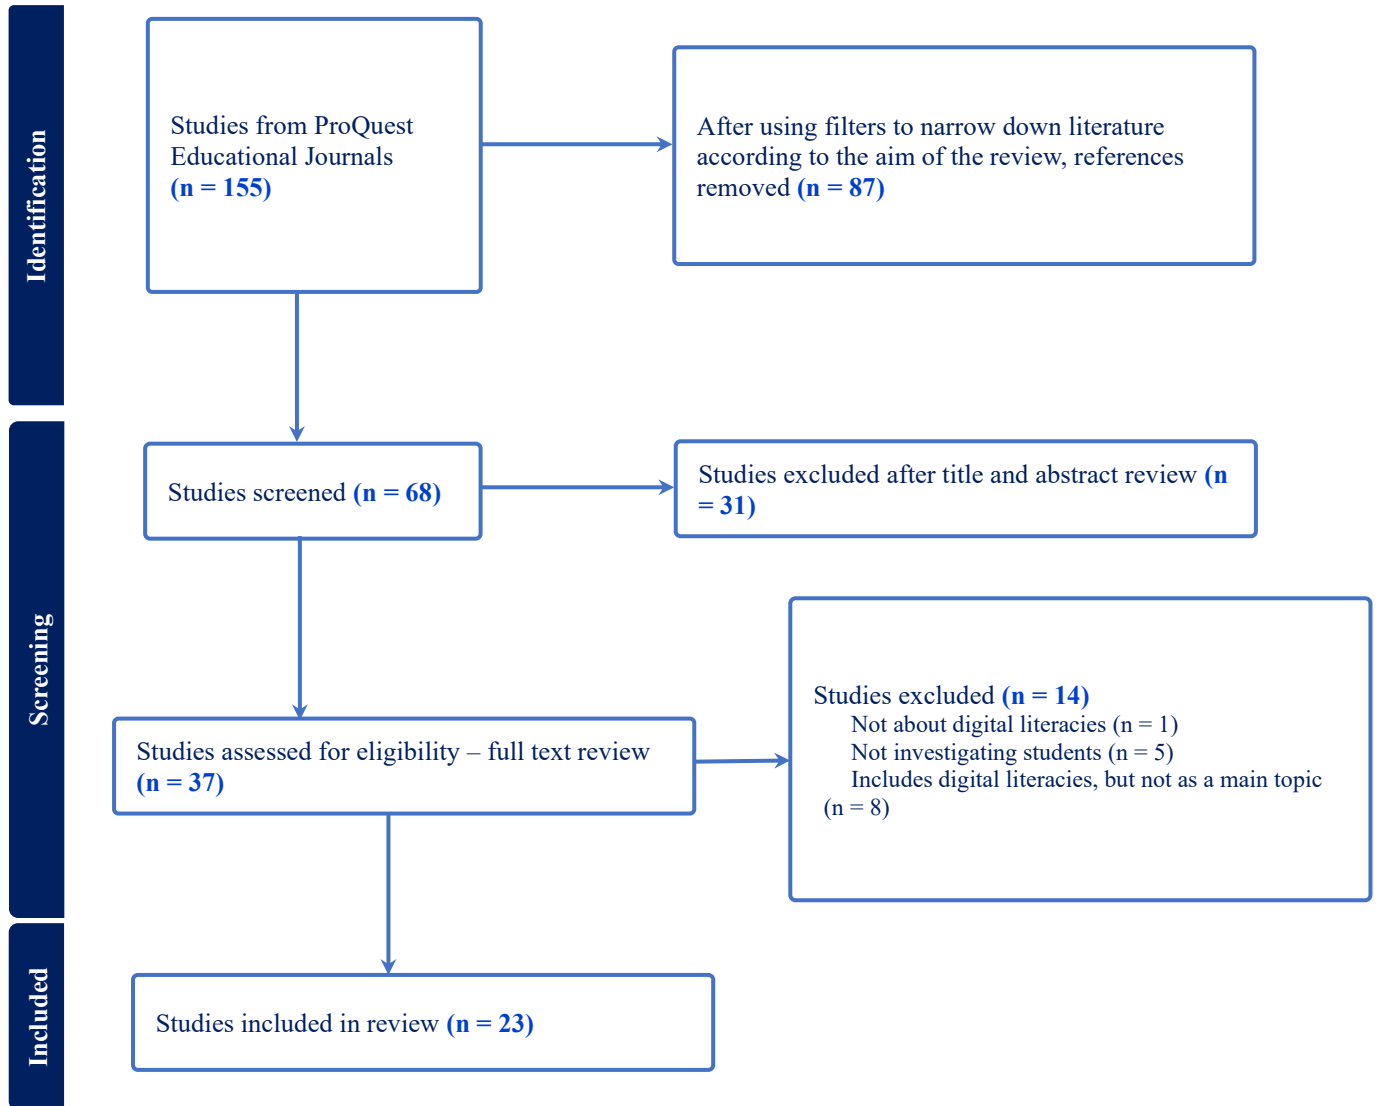 Identification
Studies from ProQuest
Educational Journals
(n = 155)
After using filters to narrow down literature
according to the aim of the review, references
removed (n = 87)
Screening
Studies screened (n = 68)
Studies excluded after title and abstract review (n
= 31)
Studies assessed for eligibility – full text review
(n = 37)
Studies excluded (n = 14)
Not about digital literacies (n = 1)
Not investigating students (n = 5)
Includes digital literacies, but not as a main topic
(n = 8)
Included
Studies included in review (n = 23)